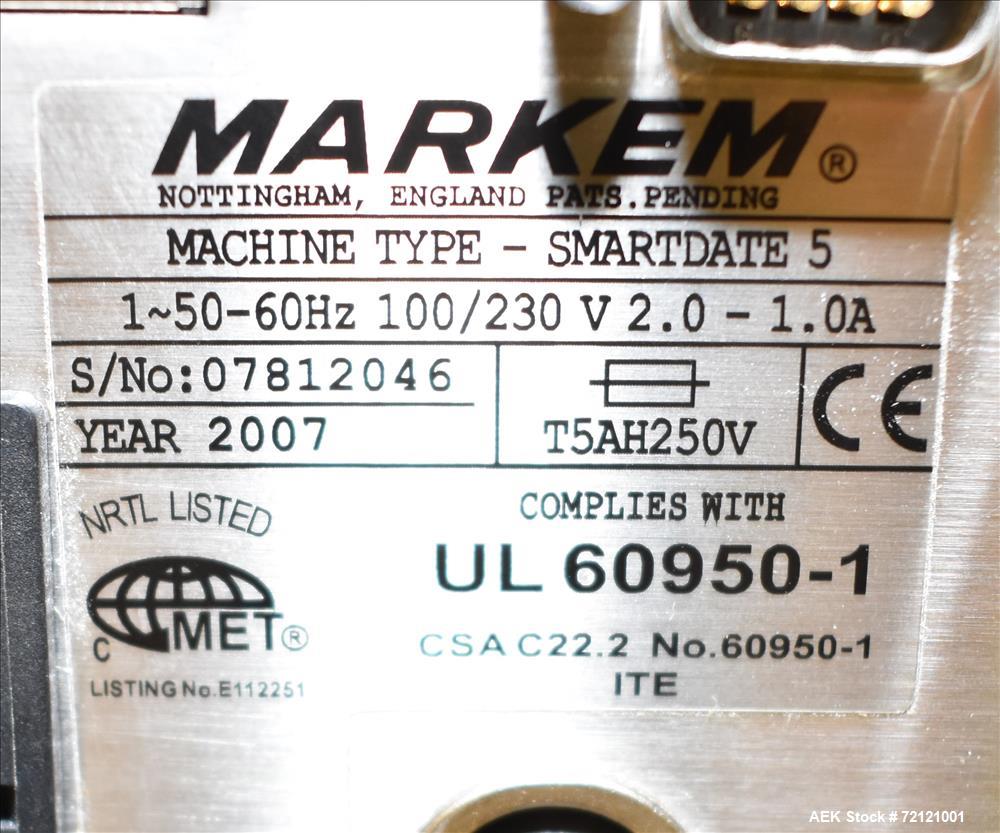 MARKEM®
NOTTINGHAM, ENGLAND PATS.PENDING
MACHINE TYPE - SMARTDATE 5
1~50-60Hz 100/230 V 2.0 - 1.0A
S/No:07812046
YEAR 2007
T5AH250V
CE
NRTL LISTED
C MET®
LISTING No.E112251
COMPLIES WITH
UL 60950-1
CSA C22.2 No.60950-1
ITE
AEK Stock # 72121001